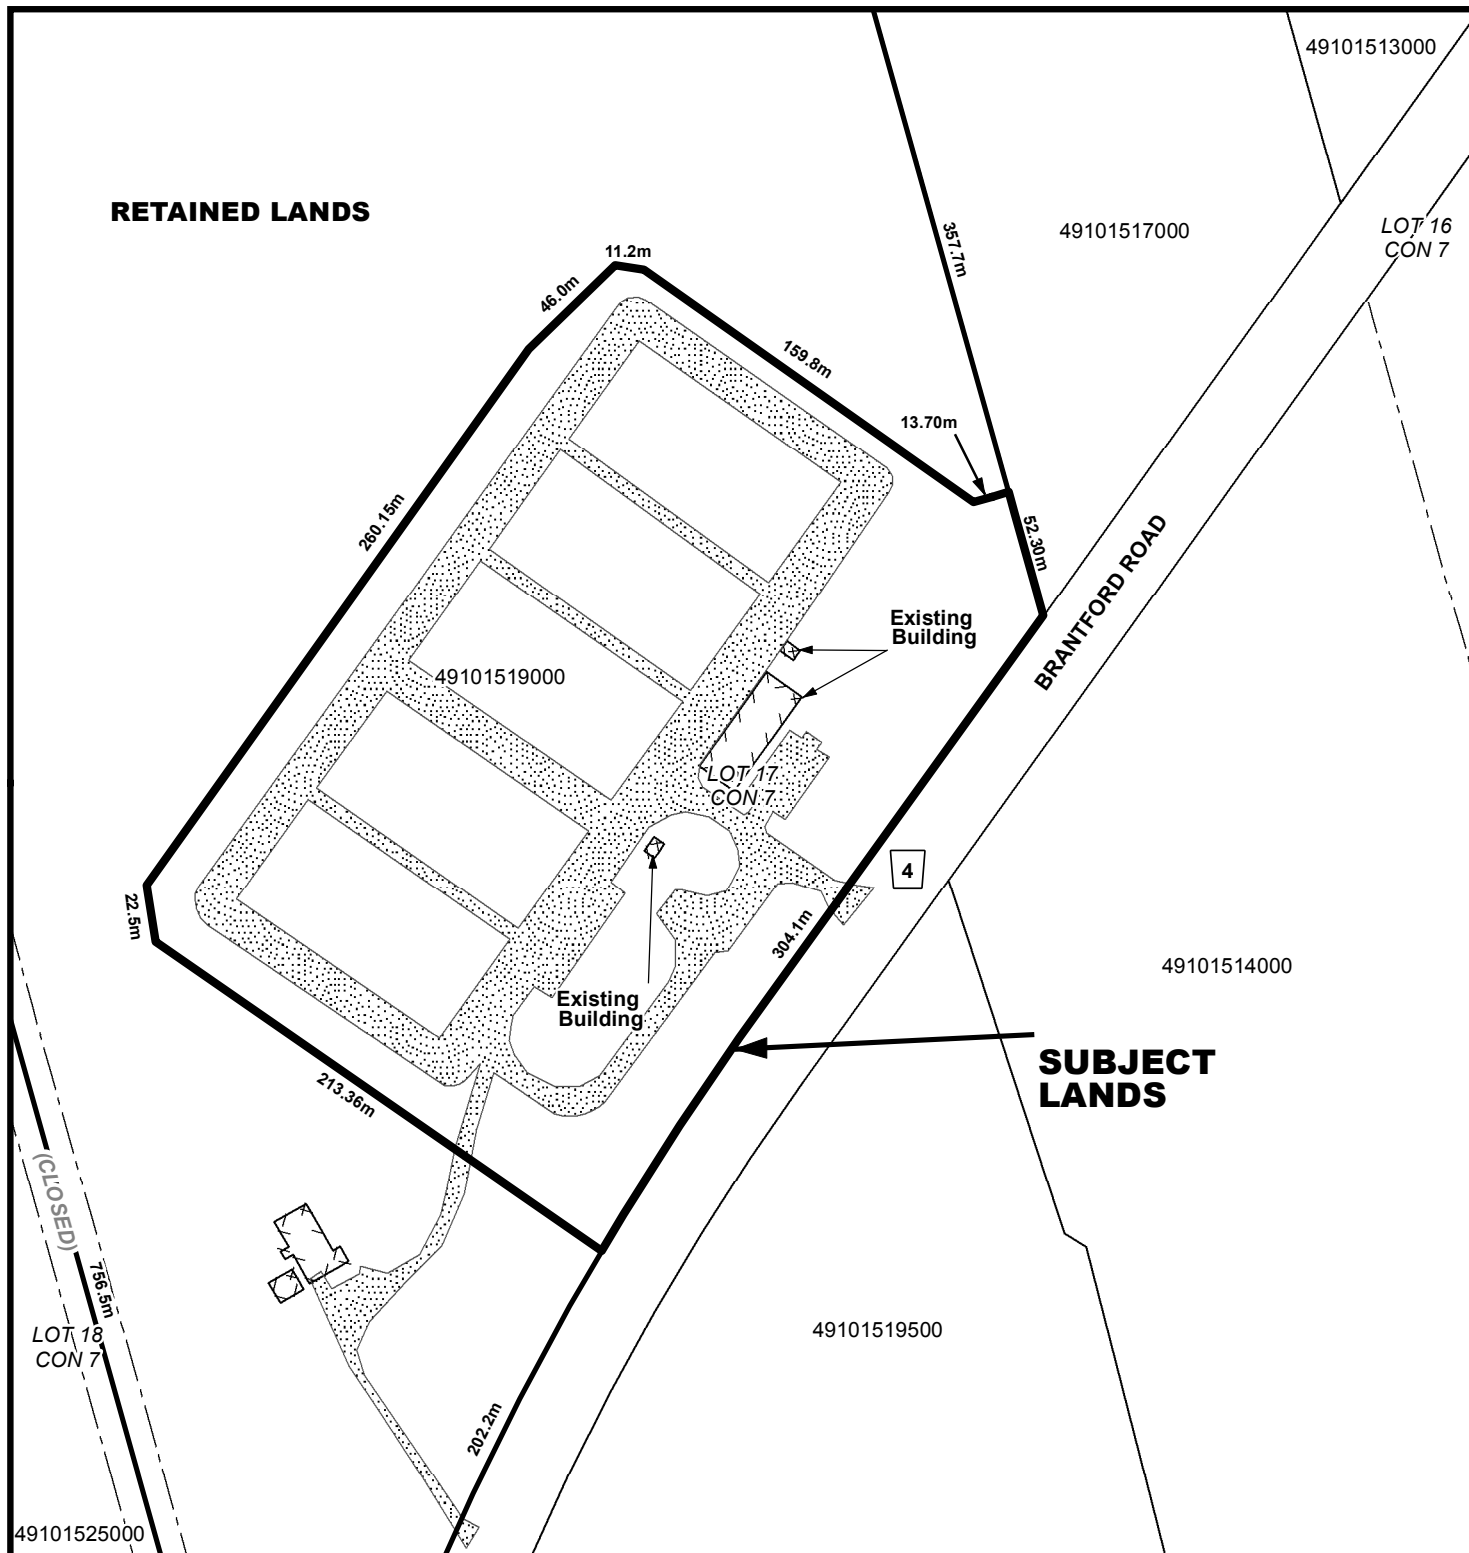 49101513000
RETAINED LANDS
357.7m
49101517000
LOT 16
CON 7
11.2m
46.0m
159.8m
13.70m
260.15m
52.30m
BRANTFORD ROAD
Existing
Building
49101519000
LOT 17
CON 7
4
22.5m
304.1m
49101514000
Existing
Building
SUBJECT
LANDS
213.36m
(CLOSED)
756.5m
LOT 18
CON 7
49101519500
202.2m
49101525000